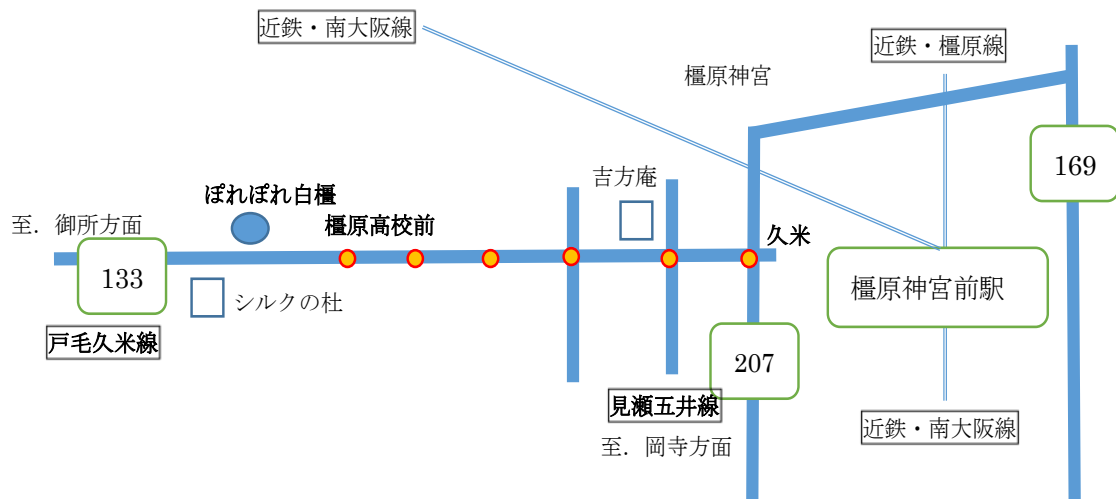 近鉄・南大阪線
近鉄・橿原線
橿原神宮
169
吉方庵
ぽれぽれ白橿
至．御所方面
橿原高校前
久米
133
シルクの杜
橿原神宮前駅
戸毛久米線
207
見瀬五井線
近鉄・南大阪線
至．岡寺方面